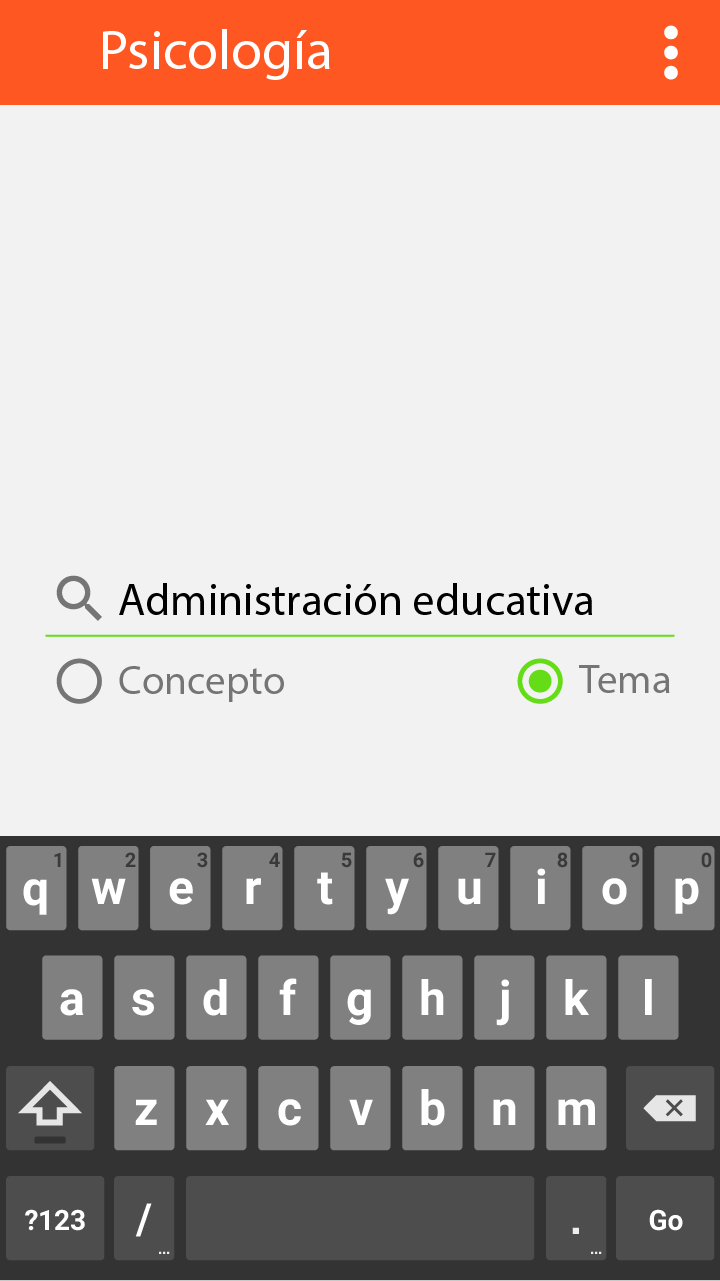 Psicología
Administración educativa
Concepto Tema
1 2 3 4 5 6 7 8 9 0
q w e r t y u i o p
a s d f g h j k l
z x c v b n m
?123 / ... . ... Go